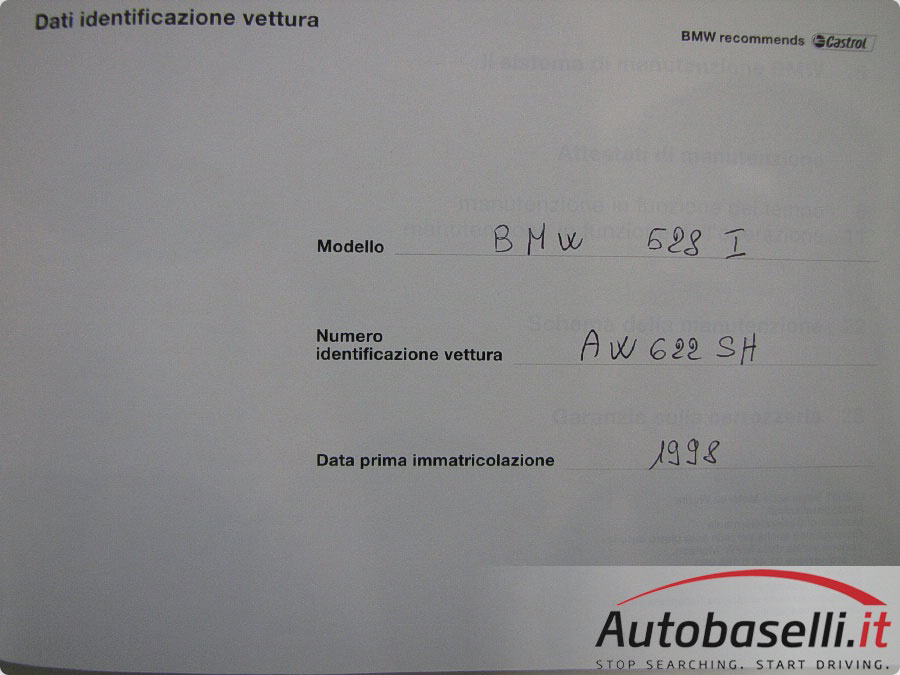 Dati identificazione vettura
BMW recommends Castrol
Modello BMW 528 I
Numero
identificazione vettura AW 622 SH
Data prima immatricolazione 1998
Autobaselli.it
STOP SEARCHING. START DRIVING.